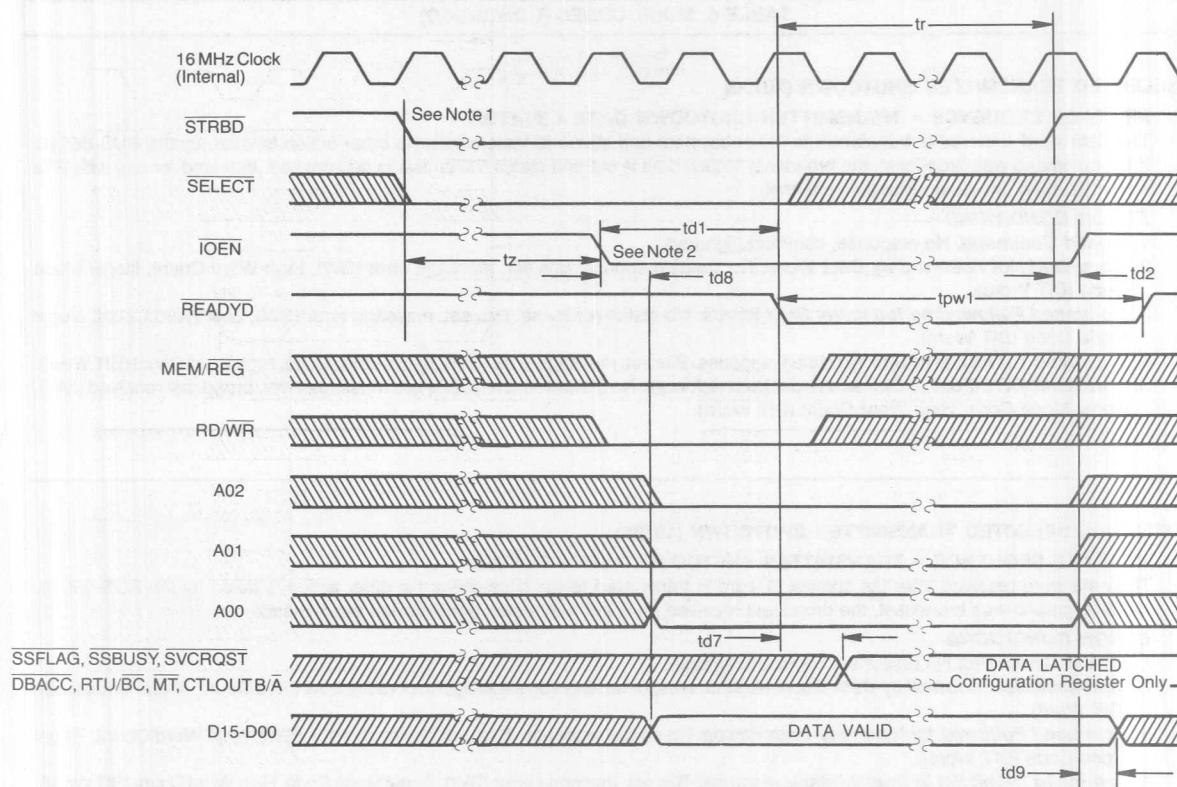 tr
16 MHz Clock
(Internal)
See Note 1
STRBD
SELECT
td1
IOEN
See Note 2
tz
td8
td2
READYD
tpw1
MEM/REG
RD/WR
A02
A01
A00
td7
SSFLAG, SSBUSY, SVCRQST
DBACC, RTU/BC, MT, CTLOUT B/A
DATA LATCHED
Configuration Register Only
D15-D00
DATA VALID
td9